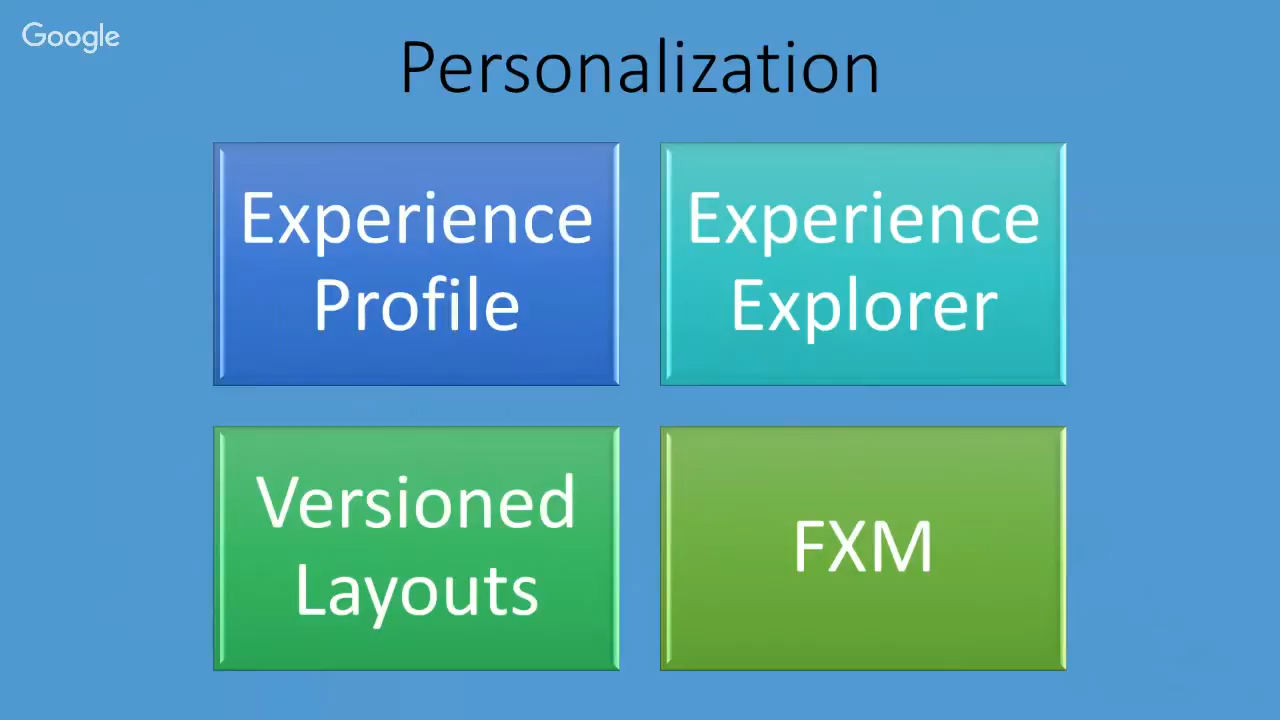 Google
Personalization
Experience
Profile
Experience
Explorer
Versioned
Layouts
FXM